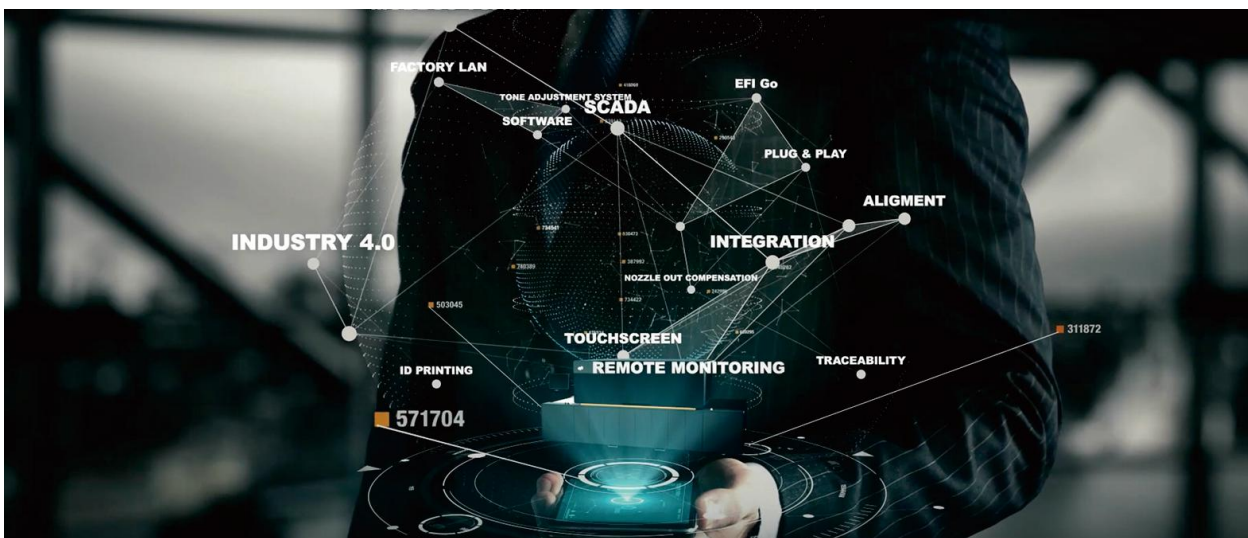 FACTORY LAN
EFI Go
TONE ADJUSTMENT SYSTEM
SCADA
SOFTWARE
PLUG & PLAY
ALIGMENT
INDUSTRY 4.0
INTEGRATION
NOZZLE OUT COMPENSATION
503045
311872
TOUCHSCREEN
REMOTE MONITORING
TRACEABILITY
ID PRINTING
571704